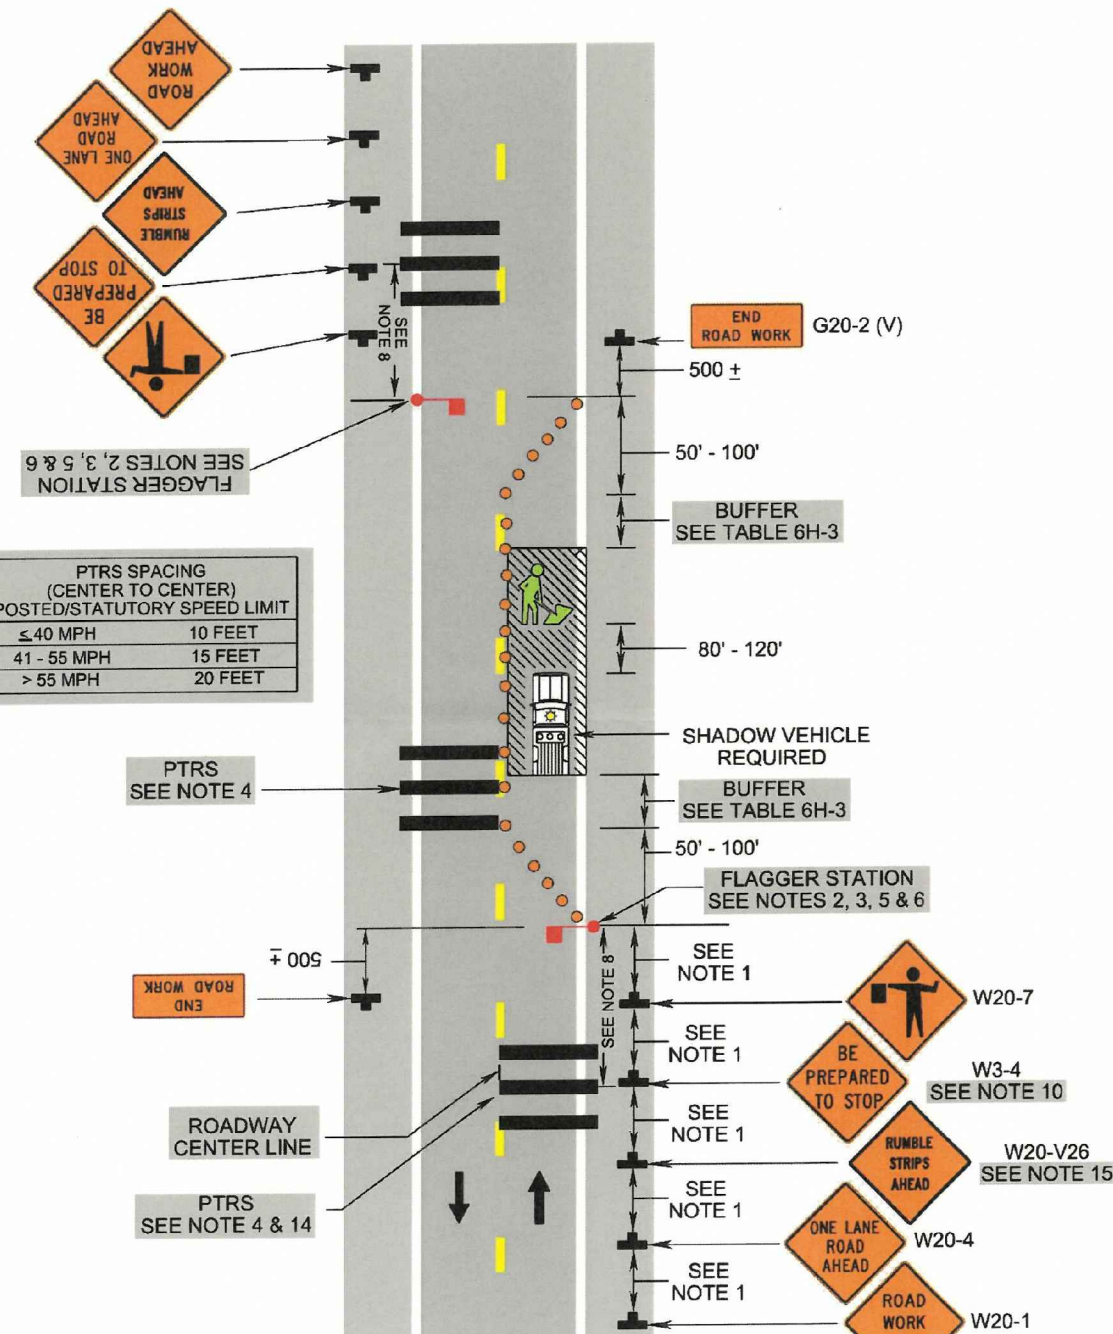 ROAD
WORK
AHEAD
ONE LANE
ROAD
AHEAD
RUMBLE
STRIPS
AHEAD
BE
PREPARED
TO STOP
SEE
NOTE 8
FLAGGER STATION
SEE NOTES 2, 3, 5 & 6
END
ROAD WORK
G20-2 (V)
500 ±
50' - 100'
BUFFER
SEE TABLE 6H-3
PTRS SPACING
(CENTER TO CENTER)
POSTED/STATUTORY SPEED LIMIT
≤ 40 MPH 10 FEET
41 - 55 MPH 15 FEET
> 55 MPH 20 FEET
80' - 120'
SHADOW VEHICLE
REQUIRED
PTRS
SEE NOTE 4
BUFFER
SEE TABLE 6H-3
50' - 100'
FLAGGER STATION
SEE NOTES 2, 3, 5 & 6
500 ±
END
ROAD WORK
SEE NOTE 8
SEE
NOTE 1
W20-7
SEE
NOTE 1
BE
PREPARED
TO STOP
W3-4
SEE NOTE 10
ROADWAY
CENTER LINE
SEE
NOTE 1
RUMBLE
STRIPS
AHEAD
W20-V26
SEE NOTE 15
PTRS
SEE NOTE 4 & 14
SEE
NOTE 1
ONE LANE
ROAD
AHEAD
W20-4
SEE
NOTE 1
ROAD
WORK
W20-1